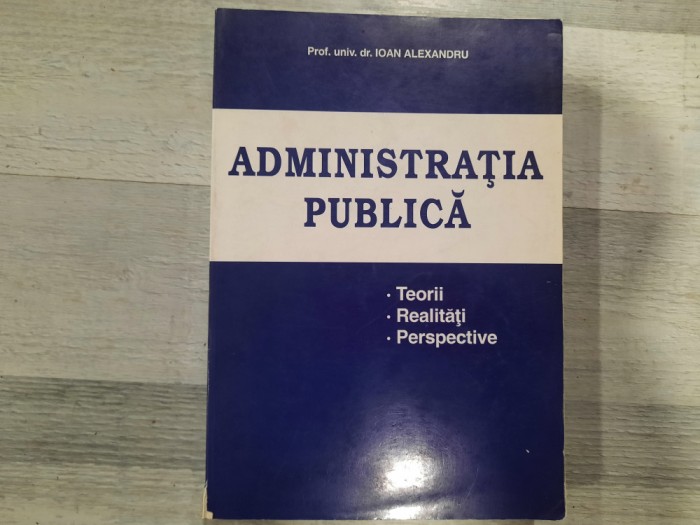 Prof. univ. dr. IOAN ALEXANDRU
ADMINISTRAŢIA
PUBLICĂ
· Teorii
· Realităţi
· Perspective